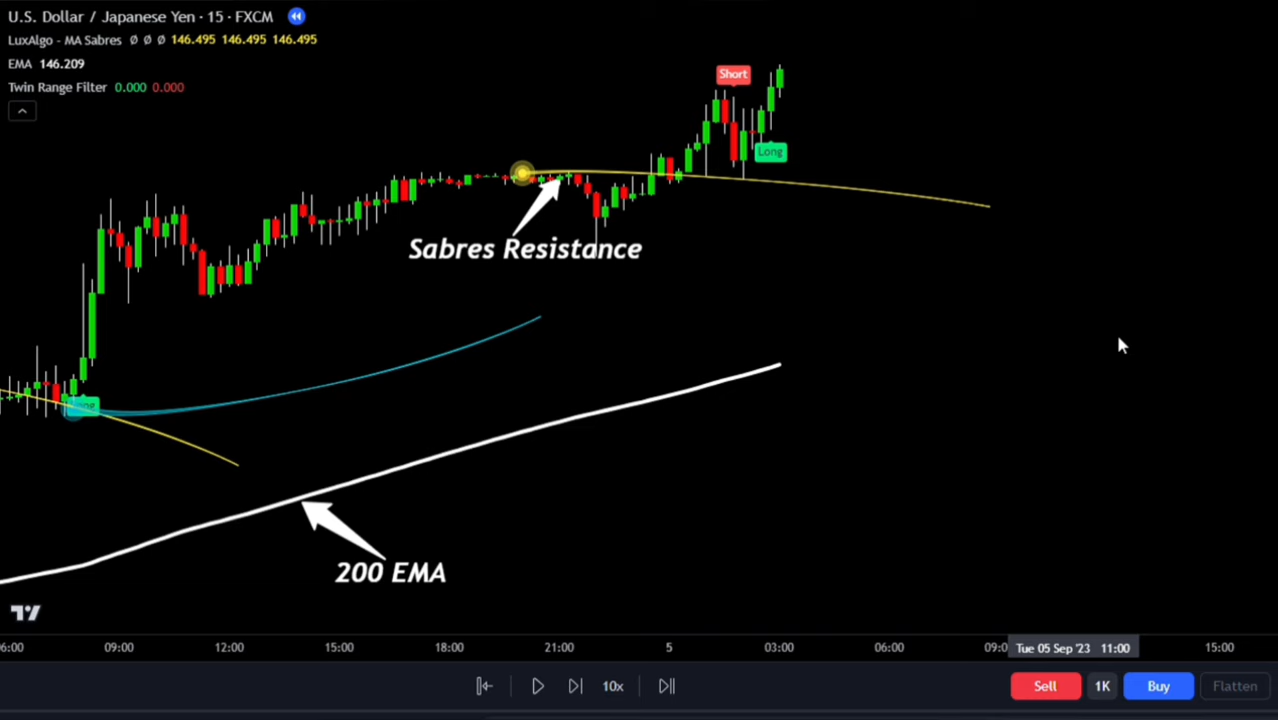 U.S. Dollar / Japanese Yen · 15 · FXCM
LuxAlgo - MA Sabres Ø Ø Ø 146.495 146.495 146.495
EMA 146.209
Twin Range Filter 0.000 0.000
Short
Long
Sabres Resistance
Long
200 EMA
06:00 09:00 12:00 15:00 18:00 21:00 5 03:00 06:00 09:0 Tue 05 Sep '23 11:00 15:00
10x Sell 1K Buy Flatten